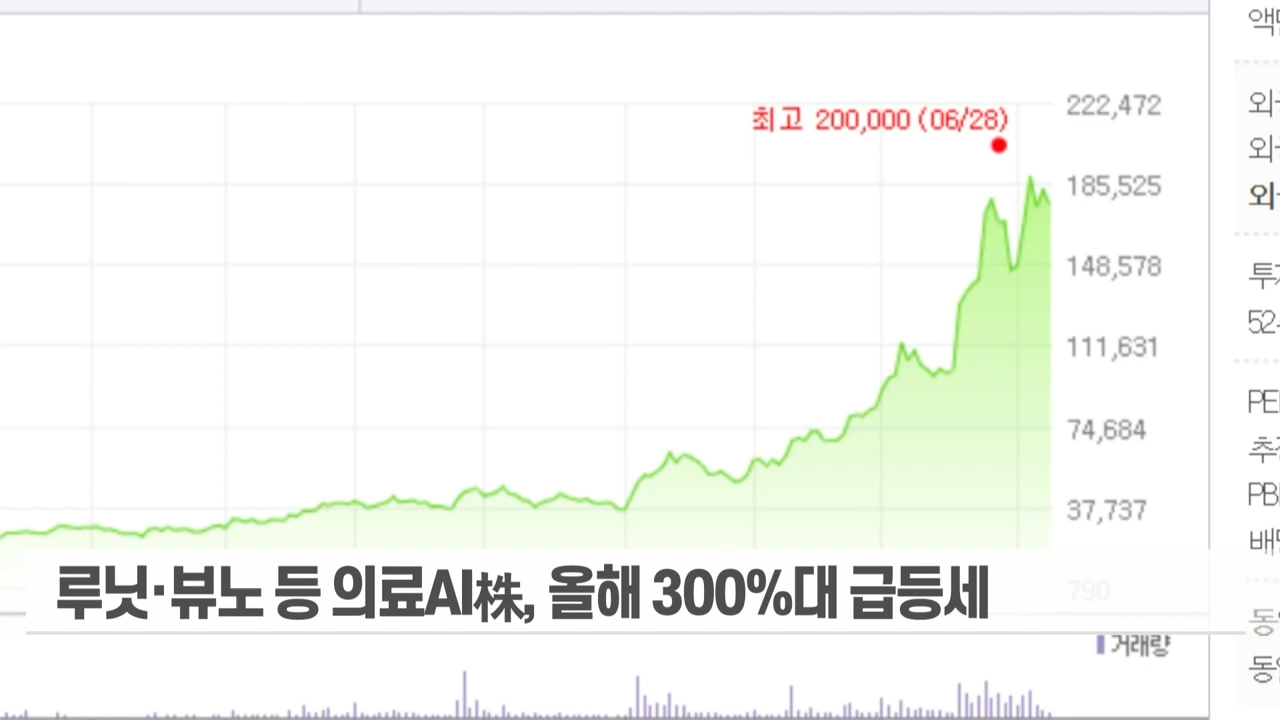 최고 200,000 (06/28)
222,472
185,525
148,578
111,631
74,684
37,737
790
루닛·뷰노 등 의료AI株, 올해 300%대 급등세
거래량
52